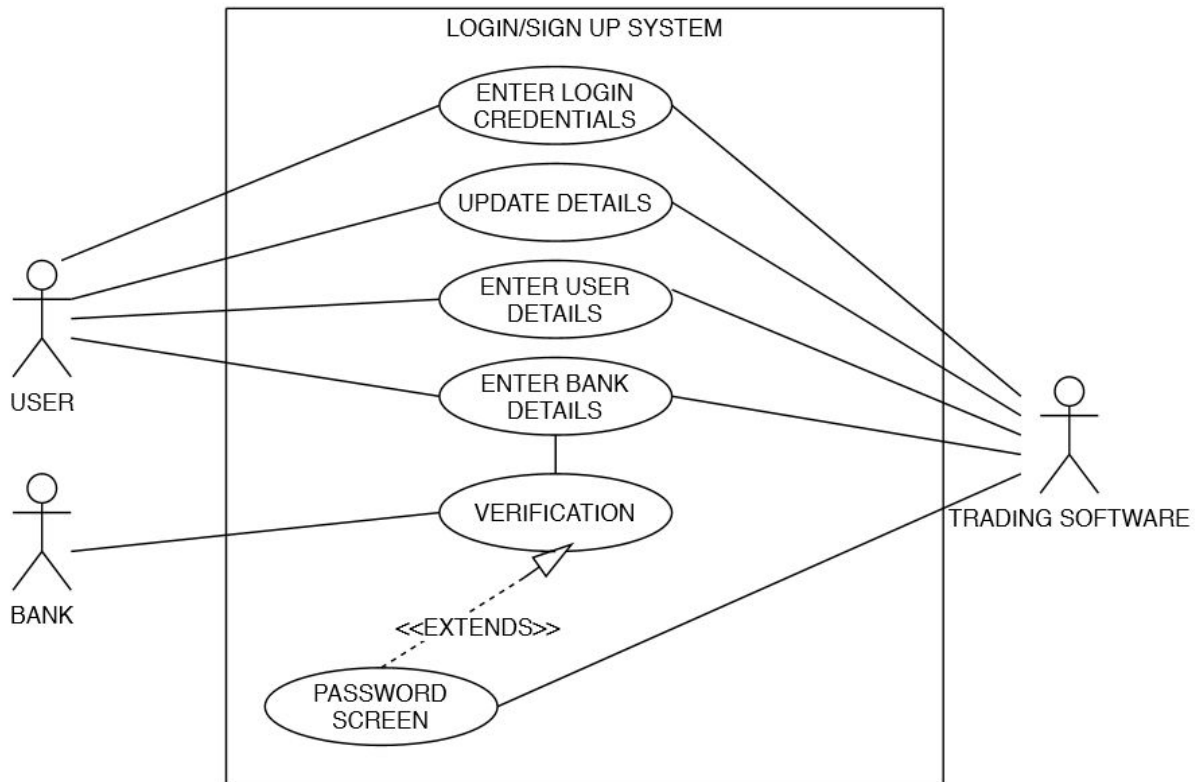 LOGIN/SIGN UP SYSTEM
ENTER LOGIN
CREDENTIALS
UPDATE DETAILS
ENTER USER
DETAILS
ENTER BANK
DETAILS
USER
VERIFICATION
TRADING SOFTWARE
BANK
<<EXTENDS>>
PASSWORD
SCREEN